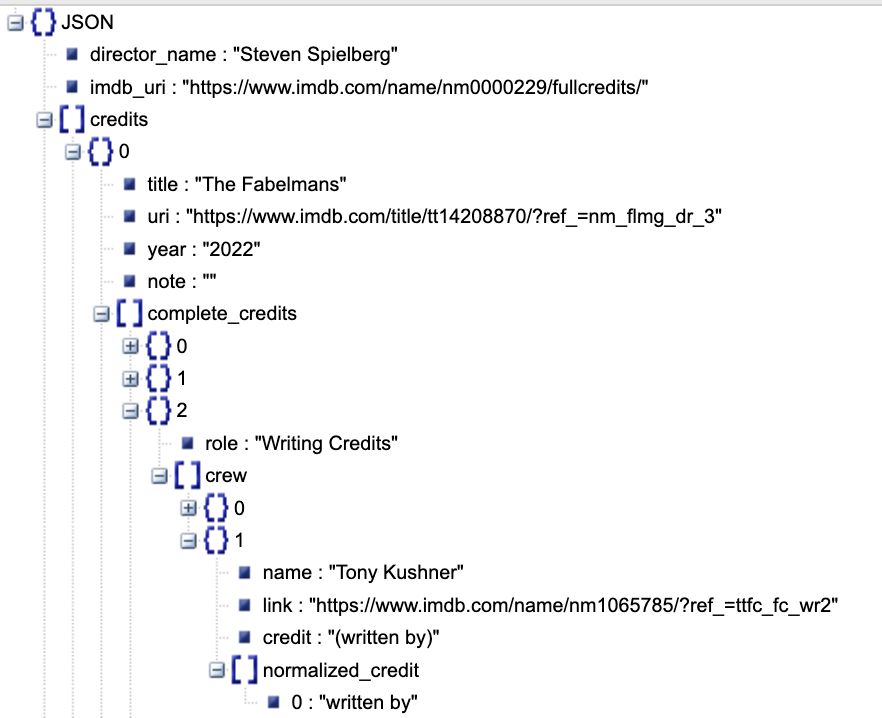 JSON
director_name : "Steven Spielberg"
imdb_uri : "https://www.imdb.com/name/nm0000229/fullcredits/"
credits
0
title : "The Fabelmans"
uri : "https://www.imdb.com/title/tt14208870/?ref_=nm_flmg_dr_3"
year : "2022"
note : ""
complete_credits
0
1
2
role : "Writing Credits"
crew
0
1
name : "Tony Kushner"
link : "https://www.imdb.com/name/nm1065785/?ref_=ttfc_fc_wr2"
credit : "(written by)"
normalized_credit
0 : "written by"